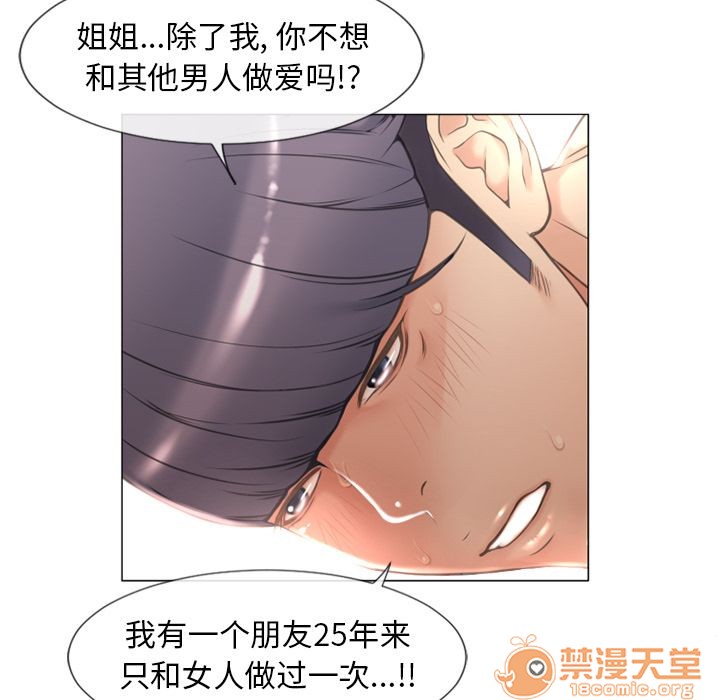 姐姐...除了我, 你不想
和其他男人做爱吗!?
我有一个朋友25年来
只和女人做过一次...!!
禁漫天堂
18comic.org